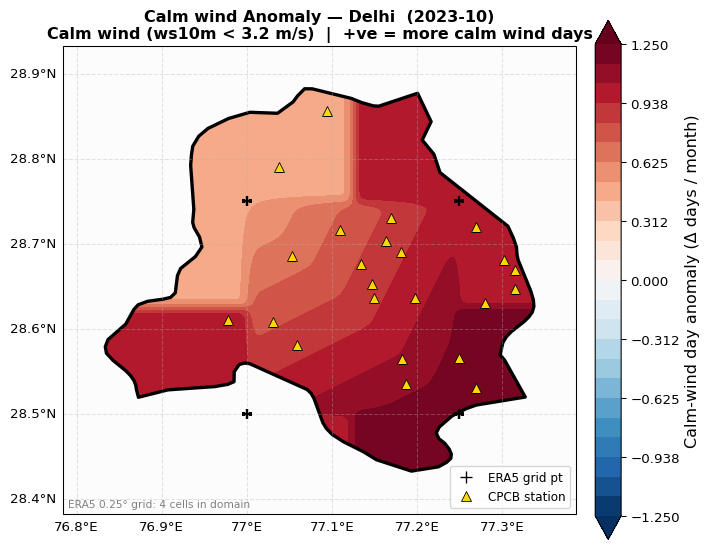 Calm wind Anomaly — Delhi  (2023-10)
Calm wind (ws10m < 3.2 m/s)  |  +ve = more calm wind days
28.9°N
28.8°N
28.7°N
28.6°N
28.5°N
28.4°N
76.8°E
76.9°E
77°E
77.1°E
77.2°E
77.3°E
ERA5 grid pt
CPCB station
ERA5 0.25° grid: 4 cells in domain
1.250
0.938
0.625
0.312
0.000
−0.312
−0.625
−0.938
−1.250
Calm-wind day anomaly (Δ days / month)